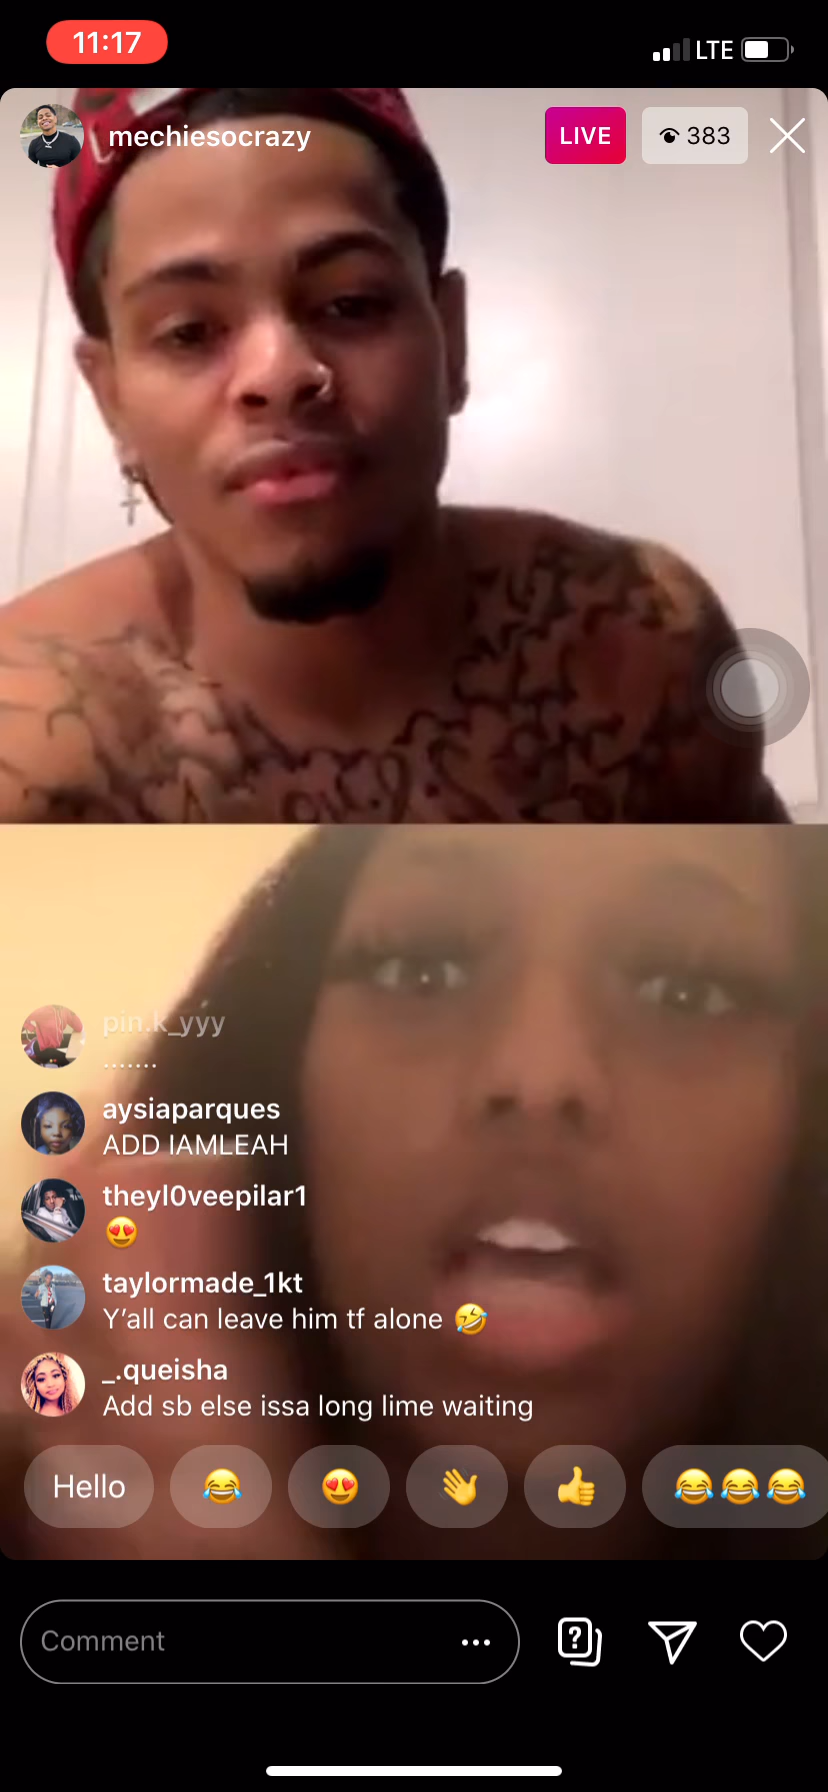 11:17
LTE
mechiesocrazy
LIVE
383
pin.k_yyy
.......
aysiaparques
ADD IAMLEAH
theyl0veepilar1
😍
taylormade_1kt
Y’all can leave him tf alone 🤣
_.queisha
Add sb else issa long lime waiting
Hello 😂 😍 👋 👍 😂😂😂
Comment